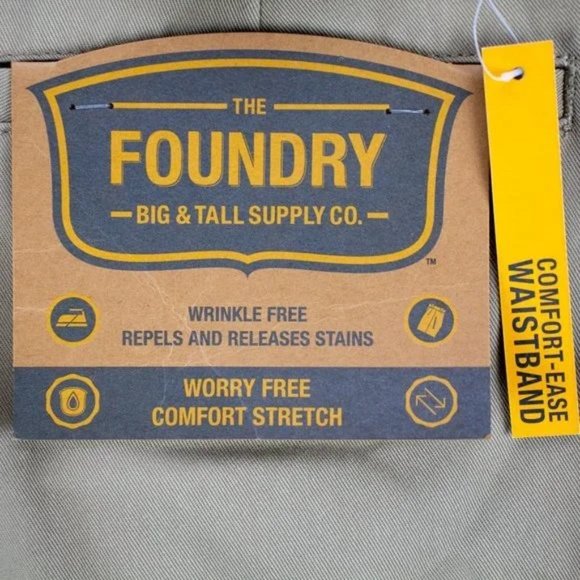 THE
FOUNDRY
BIG & TALL SUPPLY CO.
TM
WRINKLE FREE
REPELS AND RELEASES STAINS
WORRY FREE
COMFORT STRETCH
COMFORT-EASE
WAISTBAND